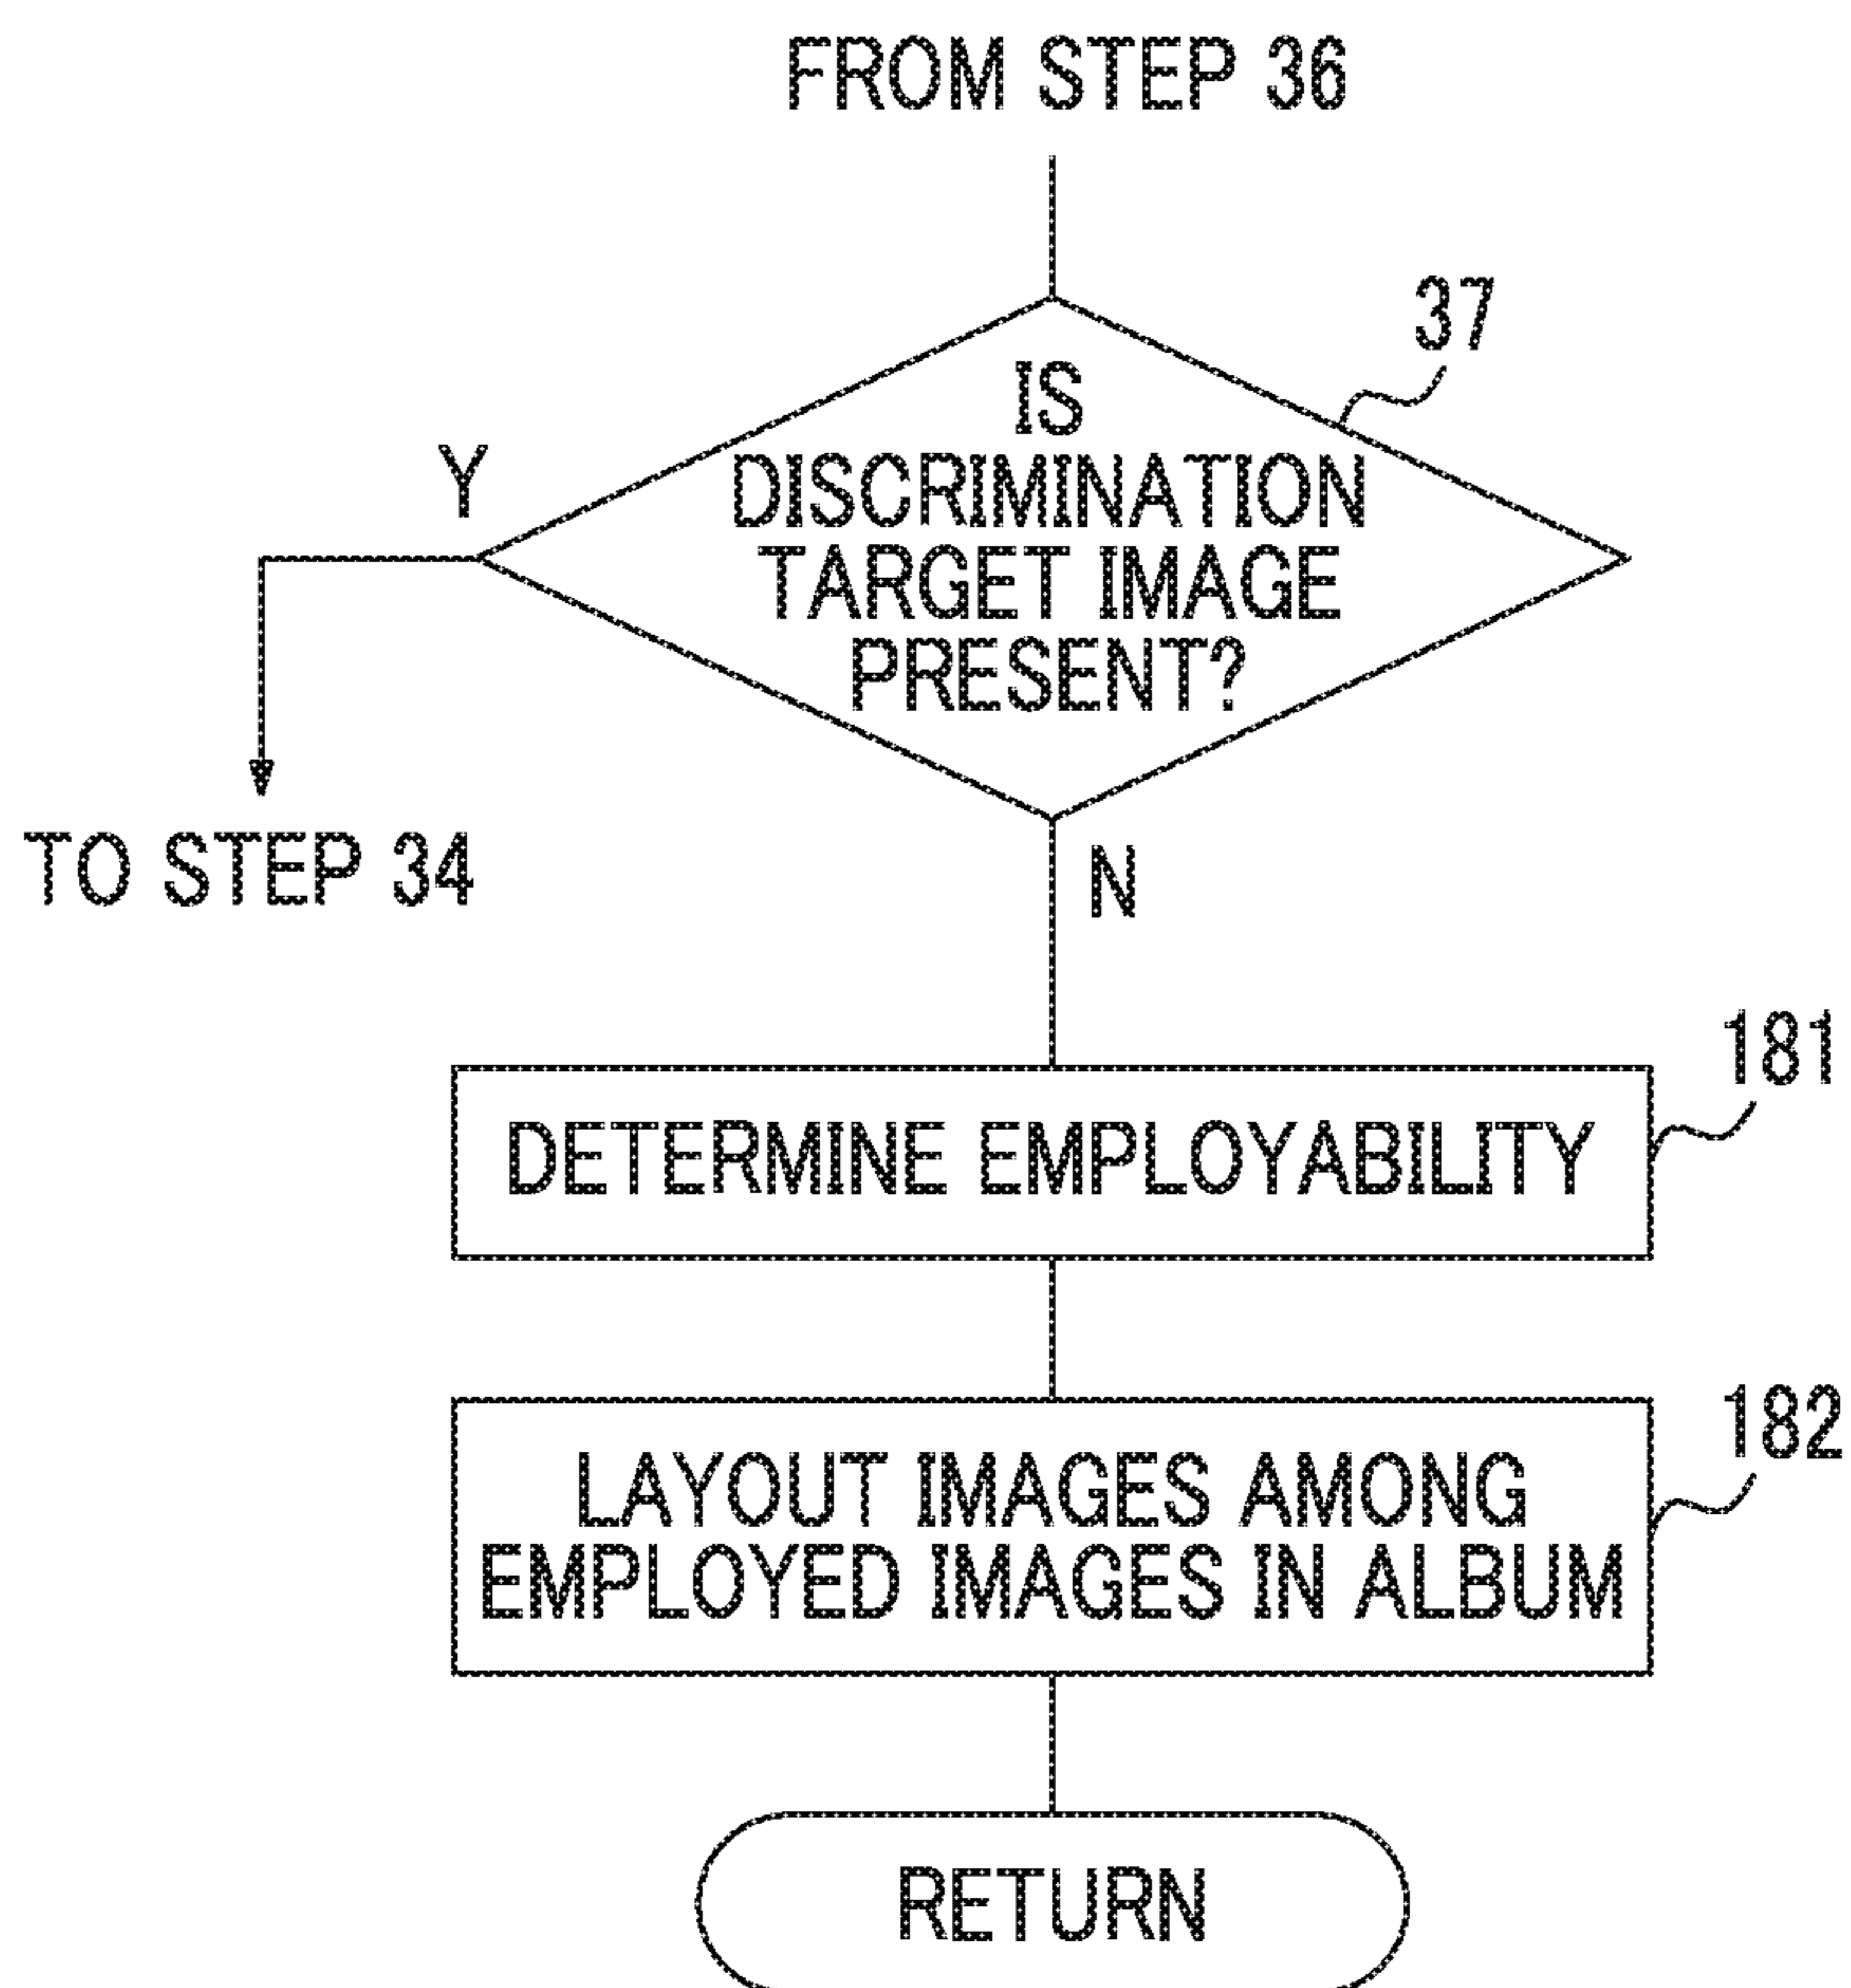 FROM STEP 36
37
IS
DISCRIMINATION
TARGET IMAGE
PRESENT?
Y
TO STEP 34
N
181
DETERMINE EMPLOYABILITY
182
LAYOUT IMAGES AMONG
EMPLOYED IMAGES IN ALBUM
RETURN